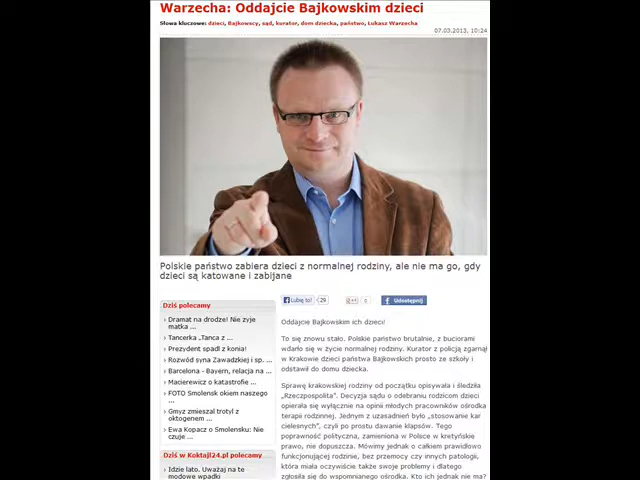 Warzecha: Oddajcie Bajkowskim dzieci
Słowa kluczowe: dzieci, Bajkowscy, sąd, kurator, dom dziecka, państwo, Łukasz Warzecha
07.03.2013, 10:24
Polskie państwo zabiera dzieci z normalnej rodziny, ale nie ma go, gdy
dzieci są katowane i zabijane
Dziś polecamy
Dramat na drodze! Nie żyje
matka ...
Tancerka „Tańca z ...
Prezydent spadł z konia!
Rozwód syna Zawadzkiej i sp. ...
Barcelona - Bayern, relacja na ...
Macierewicz o katastrofie ...
FOTO Smoleńsk okiem naszego
...
Gmyz zmieszał trotyl z
oktogenem ...
Ewa Kopacz o Smoleńsku: Nie
czuję ...
Dziś w Koktajl24.pl polecamy
Idzie lato. Uważaj na te
modowe wpadki
Lubię to! 29
+1 0
Udostępnij
Oddajcie Bajkowskim ich dzieci!
To się znowu stało. Polskie państwo brutalnie, z buciorami
wdarło się w życie normalnej rodziny. Kurator z policją zgarnął
w Krakowie dzieci państwa Bajkowskich prosto ze szkoły i
odstawił do domu dziecka.
Sprawę krakowskiej rodziny od początku opisywała i śledziła
„Rzeczpospolita”. Decyzja sądu o odebraniu rodzicom dzieci
opierała się wyłącznie na opinii młodych pracowników ośrodka
terapii rodzinnej. Jednym z uzasadnień było „stosowanie kar
cielesnych”, czyli po prostu dawanie klapsów. Tego
poprawność polityczna, zamieniona w Polsce w kretyńskie
prawo, nie dopuszcza. Mówimy jednak o całkiem prawidłowo
funkcjonującej rodzinie, bez przemocy czy innych patologii,
która miała oczywiście także swoje problemy i dlatego
zgłosiła się do wspomnianego ośrodka. Kto ich jednak nie ma?